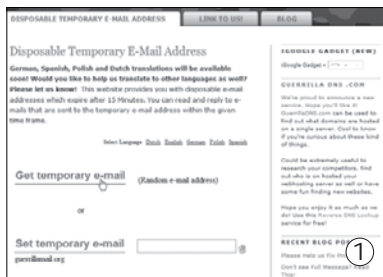 DISPOSABLE TEMPORARY E-MAIL ADDRESS
LINK TO US!
BLOG
Disposable Temporary E-Mail Address
German, Spanish, Polish and Dutch translations will be available
soon! Would you like to help us translate to other languages as well?
Please let us know! This website provides you with disposable e-mail
addresses which expire after 15 Minutes. You can read and reply to e-
mails that are sent to the temporary e-mail address within the given
time frame.
Select Language: Dutch English German Polish Spanish
Get temporary e-mail
(Random e-mail address)
or
Set temporary e-mail
@
guerrillamail.org
IGOOGLE GADGET (NEW)
iGoogle Gadget -
GUERRILLA DNS .COM
We're proud to announce a new
service. Hope you'll like it!
GuerrillaDNS.com can be used to
find out what domains are hosted
on a single server. Cool to know
if you're curious about these kind
of things.
Could be extremely useful to
research your competitors, find
out who is on hosted your
webhosting server as well or have
some fun finding new websites.
Hope you enjoy it as much as we
do! Use this Reverse DNS Lookup
service for free!
RECENT BLOG
Please Help us Fix
Don't see Full Message? Read
This!
1